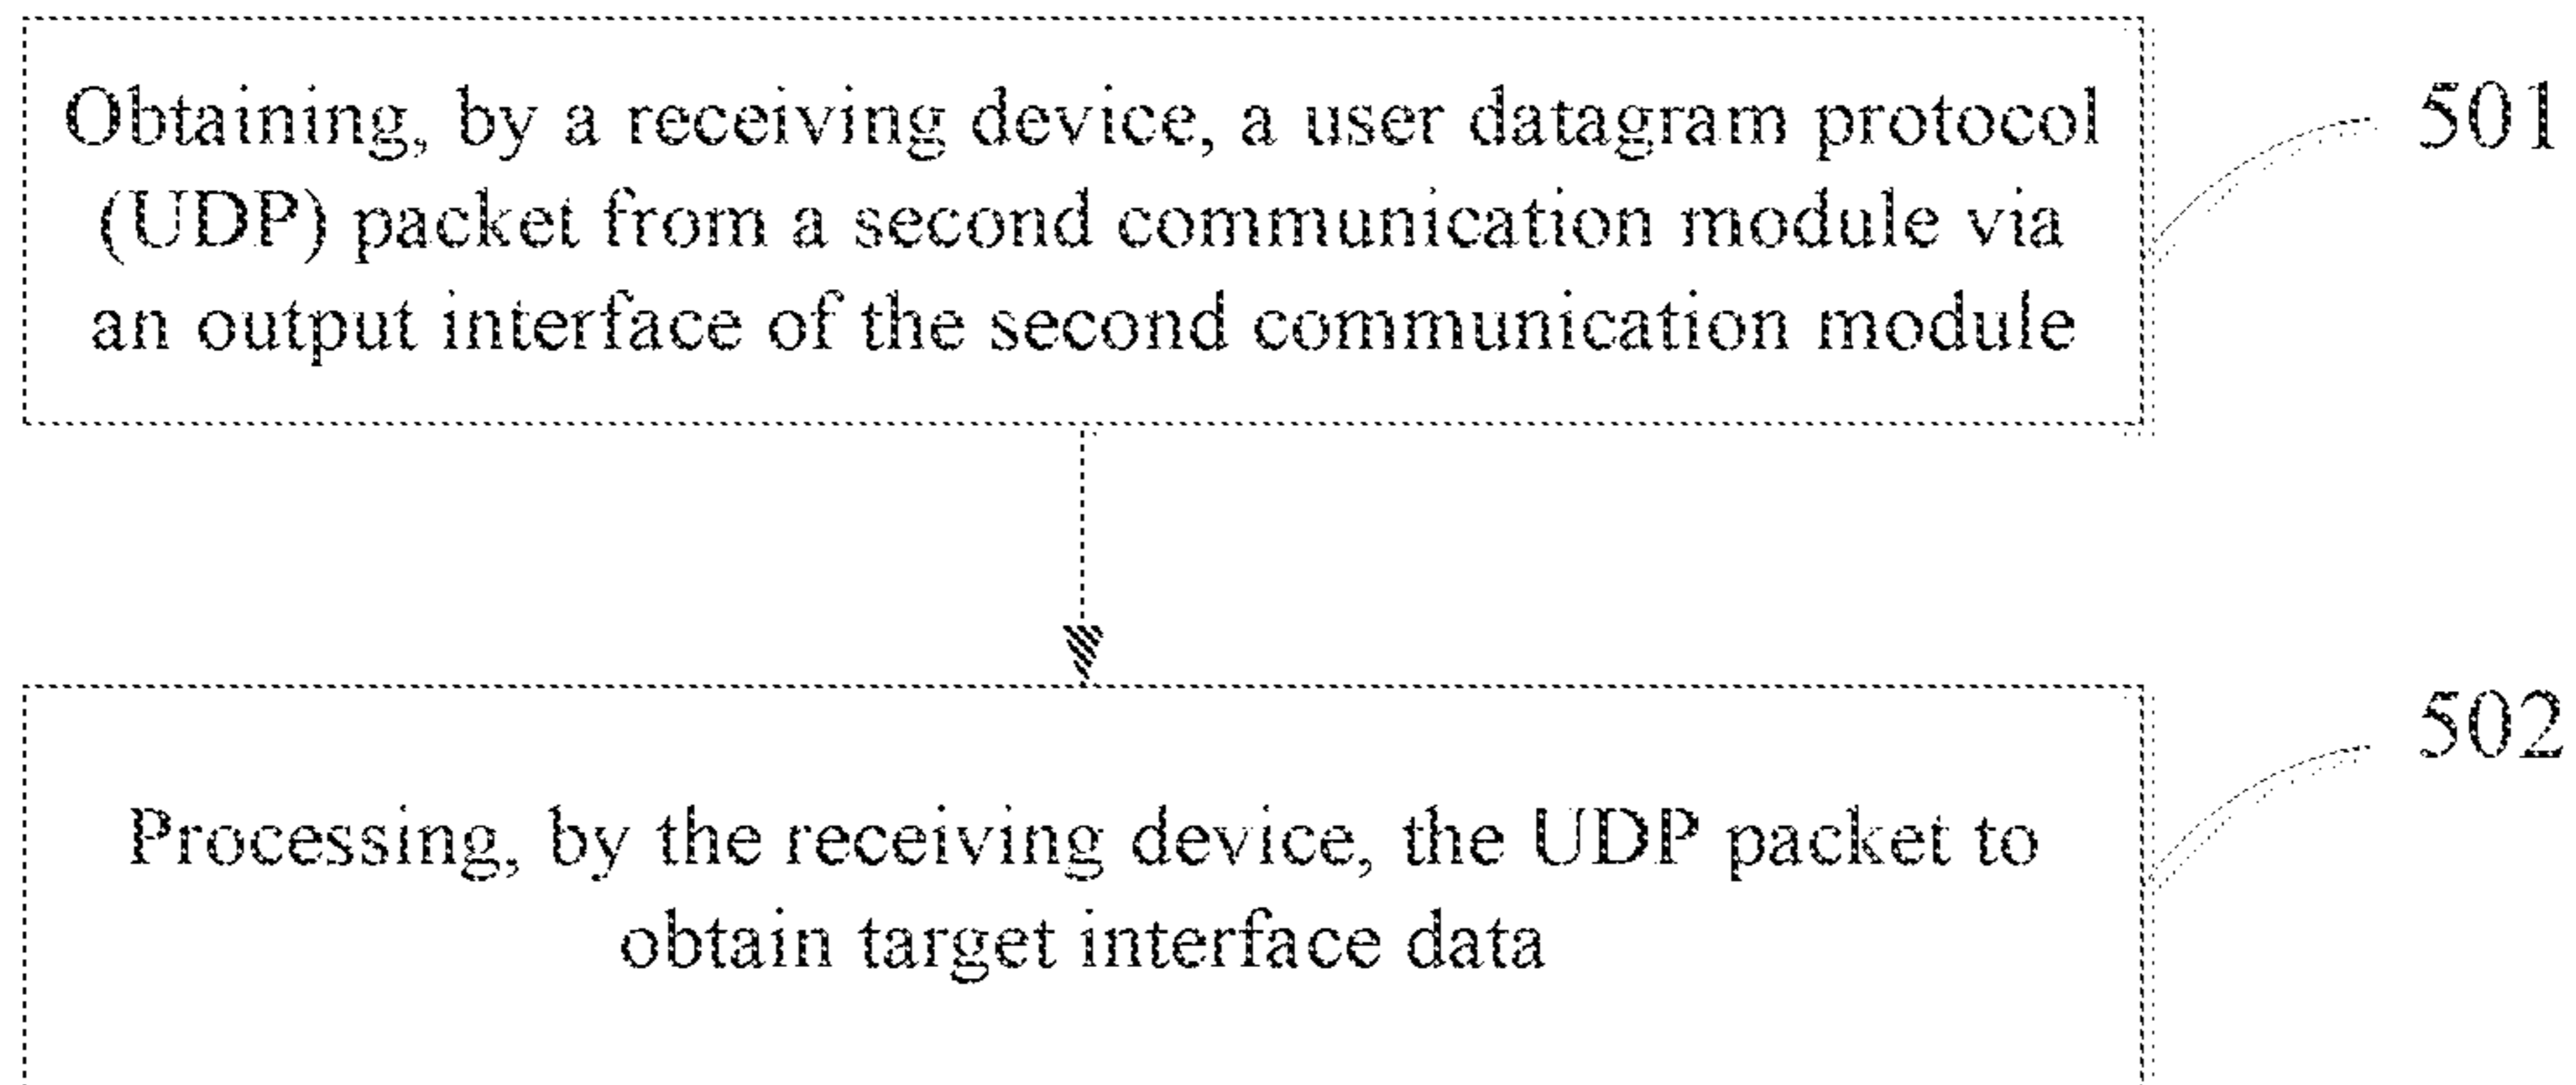 Obtaining, by a receiving device, a user datagram protocol
(UDP) packet from a second communication module via
an output interface of the second communication module
501
Processing, by the receiving device, the UDP packet to
obtain target interface data
502